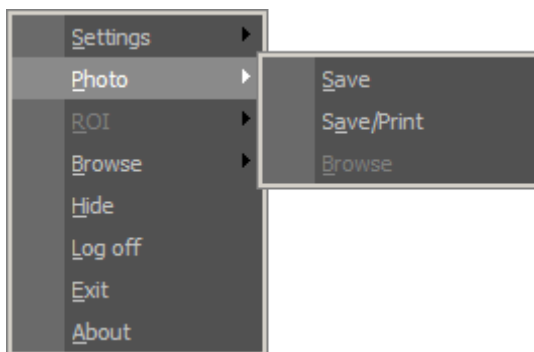 Settings
Photo
ROI
Browse
Hide
Log off
Exit
About
Save
Save/Print
Browse